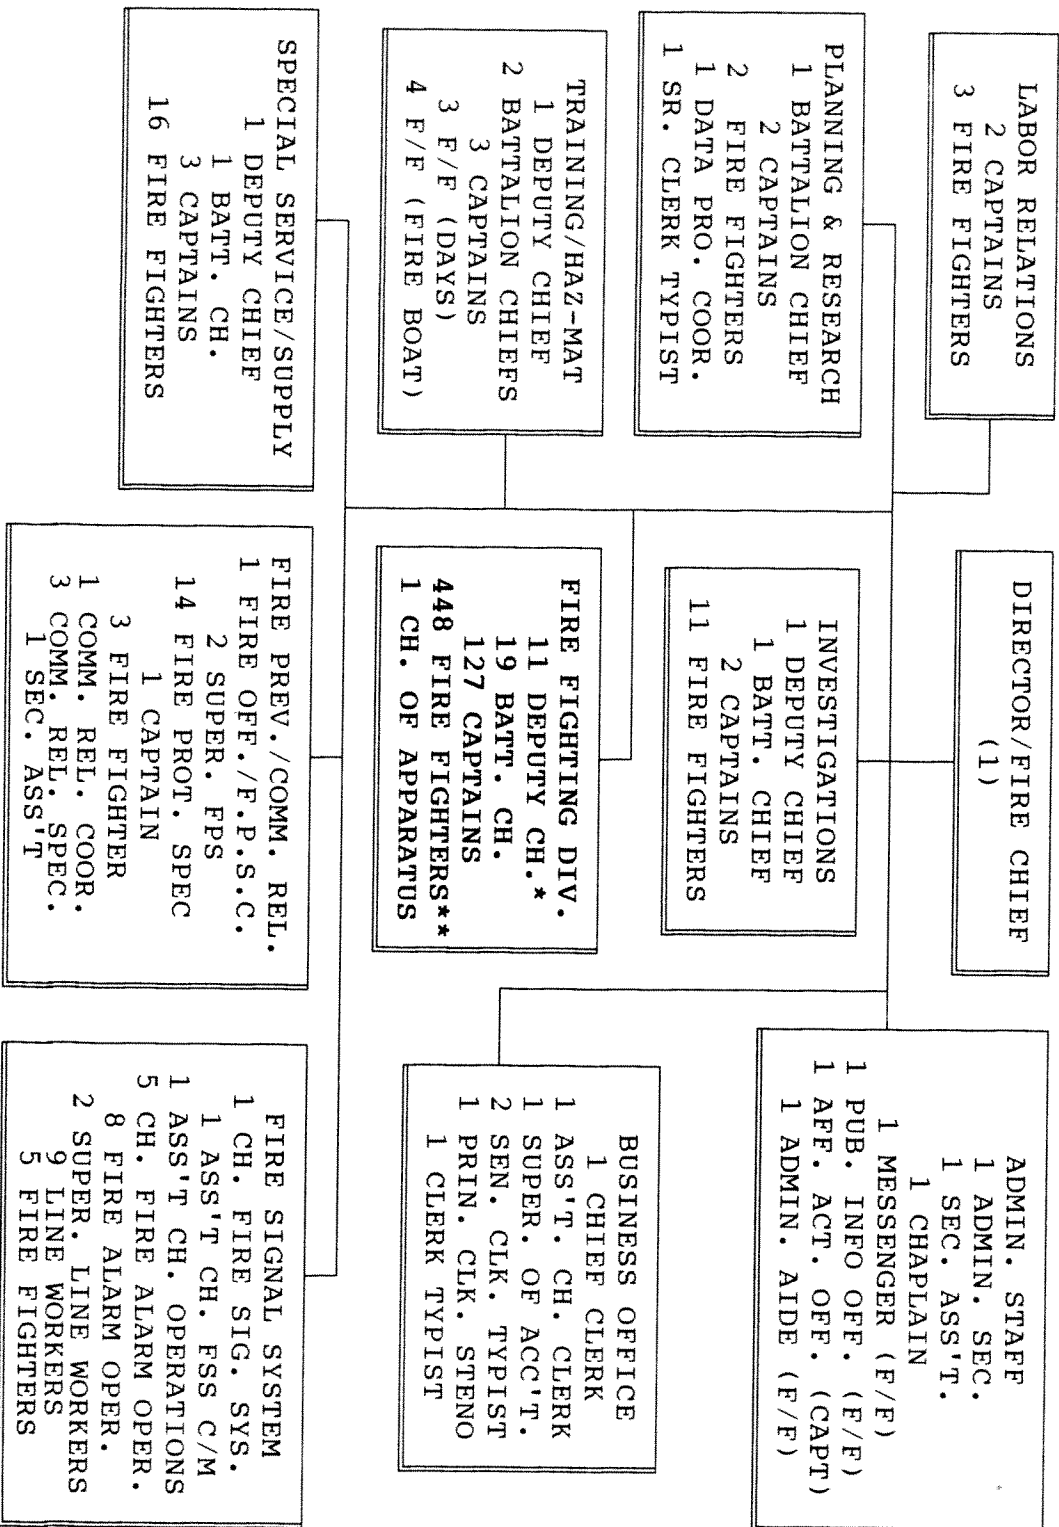 LABOR RELATIONS
2 CAPTAINS
3 FIRE FIGHTERS
DIRECTOR/FIRE CHIEF
(1)
ADMIN. STAFF
1 ADMIN. SEC.
1 SEC. ASS'T.
1 CHAPLAIN
1 MESSENGER (F/F)
1 PUB. INFO OFF. (F/F)
1 AFF. ACT. OFF. (CAPT)
1 ADMIN. AIDE (F/F)
PLANNING & RESEARCH
1 BATTALION CHIEF
2 CAPTAINS
2 FIRE FIGHTERS
1 DATA PRO. COOR.
1 SR. CLERK TYPIST
INVESTIGATIONS
1 DEPUTY CHIEF
1 BATT. CHIEF
2 CAPTAINS
11 FIRE FIGHTERS
BUSINESS OFFICE
1 CHIEF CLERK
1 ASS'T. CH. CLERK
1 SUPER. OF ACC'T.
2 SEN. CLK. TYPIST
1 PRIN. CLK. STENO
1 CLERK TYPIST
TRAINING/HAZ-MAT
1 DEPUTY CHIEF
2 BATTALION CHIEFS
3 CAPTAINS
3 F/F (DAYS)
4 F/F (FIRE BOAT)
FIRE FIGHTING DIV.
11 DEPUTY CH.*
19 BATT. CH.
127 CAPTAINS
448 FIRE FIGHTERS**
1 CH. OF APPARATUS
SPECIAL SERVICE/SUPPLY
1 DEPUTY CHIEF
1 BATT. CH.
3 CAPTAINS
16 FIRE FIGHTERS
FIRE PREV./COMM. REL.
1 FIRE OFF./F.P.S.C.
2 SUPER. FPS
14 FIRE PROT. SPEC
1 CAPTAIN
3 FIRE FIGHTER
1 COMM. REL. COOR.
3 COMM. REL. SPEC.
1 SEC. ASS'T
FIRE SIGNAL SYSTEM
1 CH. FIRE SIG. SYS.
1 ASS'T CH. FSS C/M
1 ASS'T CH. OPERATIONS
5 CH. FIRE ALARM OPER.
8 FIRE ALARM OPER.
2 SUPER. LINE WORKERS
9 LINE WORKERS
5 FIRE FIGHTERS